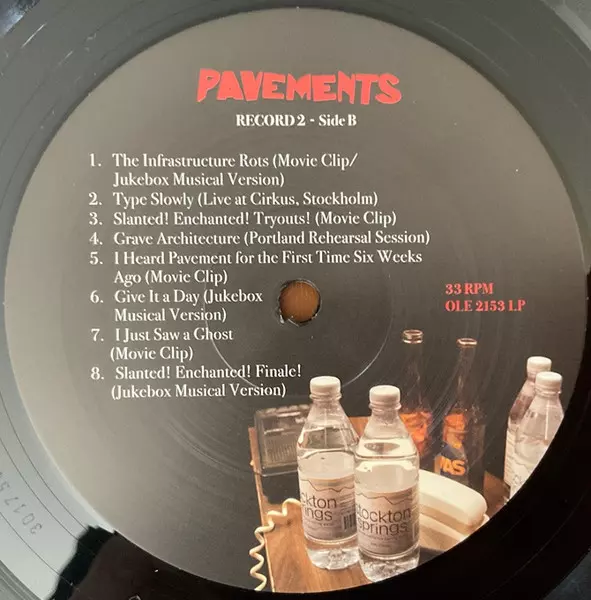 PAVEMENTS
RECORD 2 - Side B
1. The Infrastructure Rots (Movie Clip/
Jukebox Musical Version)
2. Type Slowly (Live at Cirkus, Stockholm)
3. Slanted! Enchanted! Tryouts! (Movie Clip)
4. Grave Architecture (Portland Rehearsal Session)
5. I Heard Pavement for the First Time Six Weeks
Ago (Movie Clip)
6. Give It a Day (Jukebox
Musical Version)
7. I Just Saw a Ghost
(Movie Clip)
8. Slanted! Enchanted! Finale!
(Jukebox Musical Version)
33 RPM
OLE 2153 LP
ckton
rings
tockton
springs